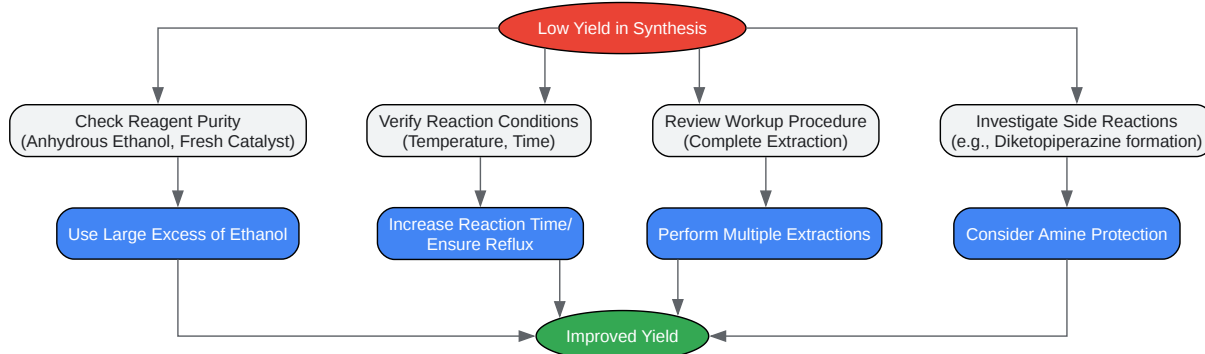 Low Yield in Synthesis
Check Reagent Purity
(Anhydrous Ethanol, Fresh Catalyst)
Verify Reaction Conditions
(Temperature, Time)
Review Workup Procedure
(Complete Extraction)
Investigate Side Reactions
(e.g., Diketopiperazine formation)
Use Large Excess of Ethanol
Increase Reaction Time/
Ensure Reflux
Perform Multiple Extractions
Consider Amine Protection
Improved Yield